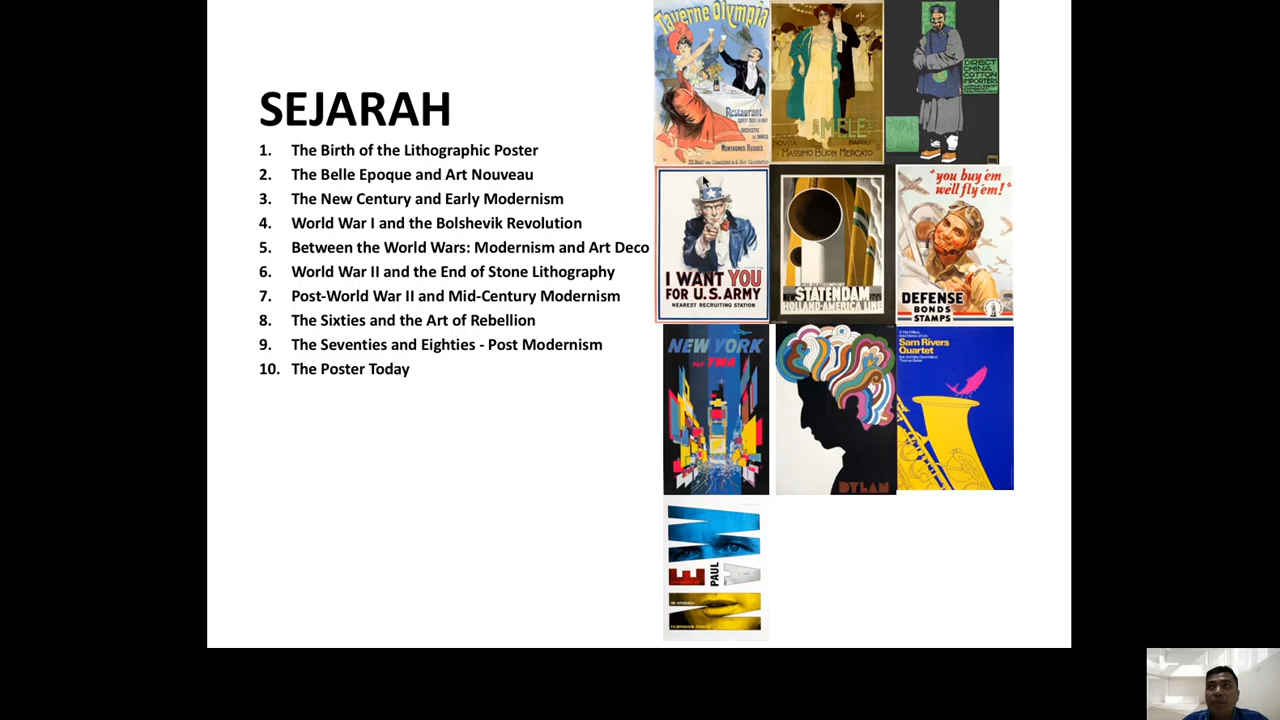 SEJARAH
1. The Birth of the Lithographic Poster
2. The Belle Epoque and Art Nouveau
3. The New Century and Early Modernism
4. World War I and the Bolshevik Revolution
5. Between the World Wars: Modernism and Art Deco
6. World War II and the End of Stone Lithography
7. Post-World War II and Mid-Century Modernism
8. The Sixties and the Art of Rebellion
9. The Seventies and Eighties - Post Modernism
10. The Poster Today
Taverne Olympia
Restaurant
MELE
NAPOLI
MASSIMO BUON MERCATO
DIRECT
CHINA
COTTON
IMPORTERS
I WANT YOU
FOR U.S. ARMY
NEAREST RECRUITING STATION
STATENDAM
HOLLAND-AMERICA LINE
"you buy 'em
we'll fly 'em!"
DEFENSE
BONDS
STAMPS
NEW YORK
FLY TWA
DYLAN
Sam Rivers
Quartet
NEWMAN
PAUL